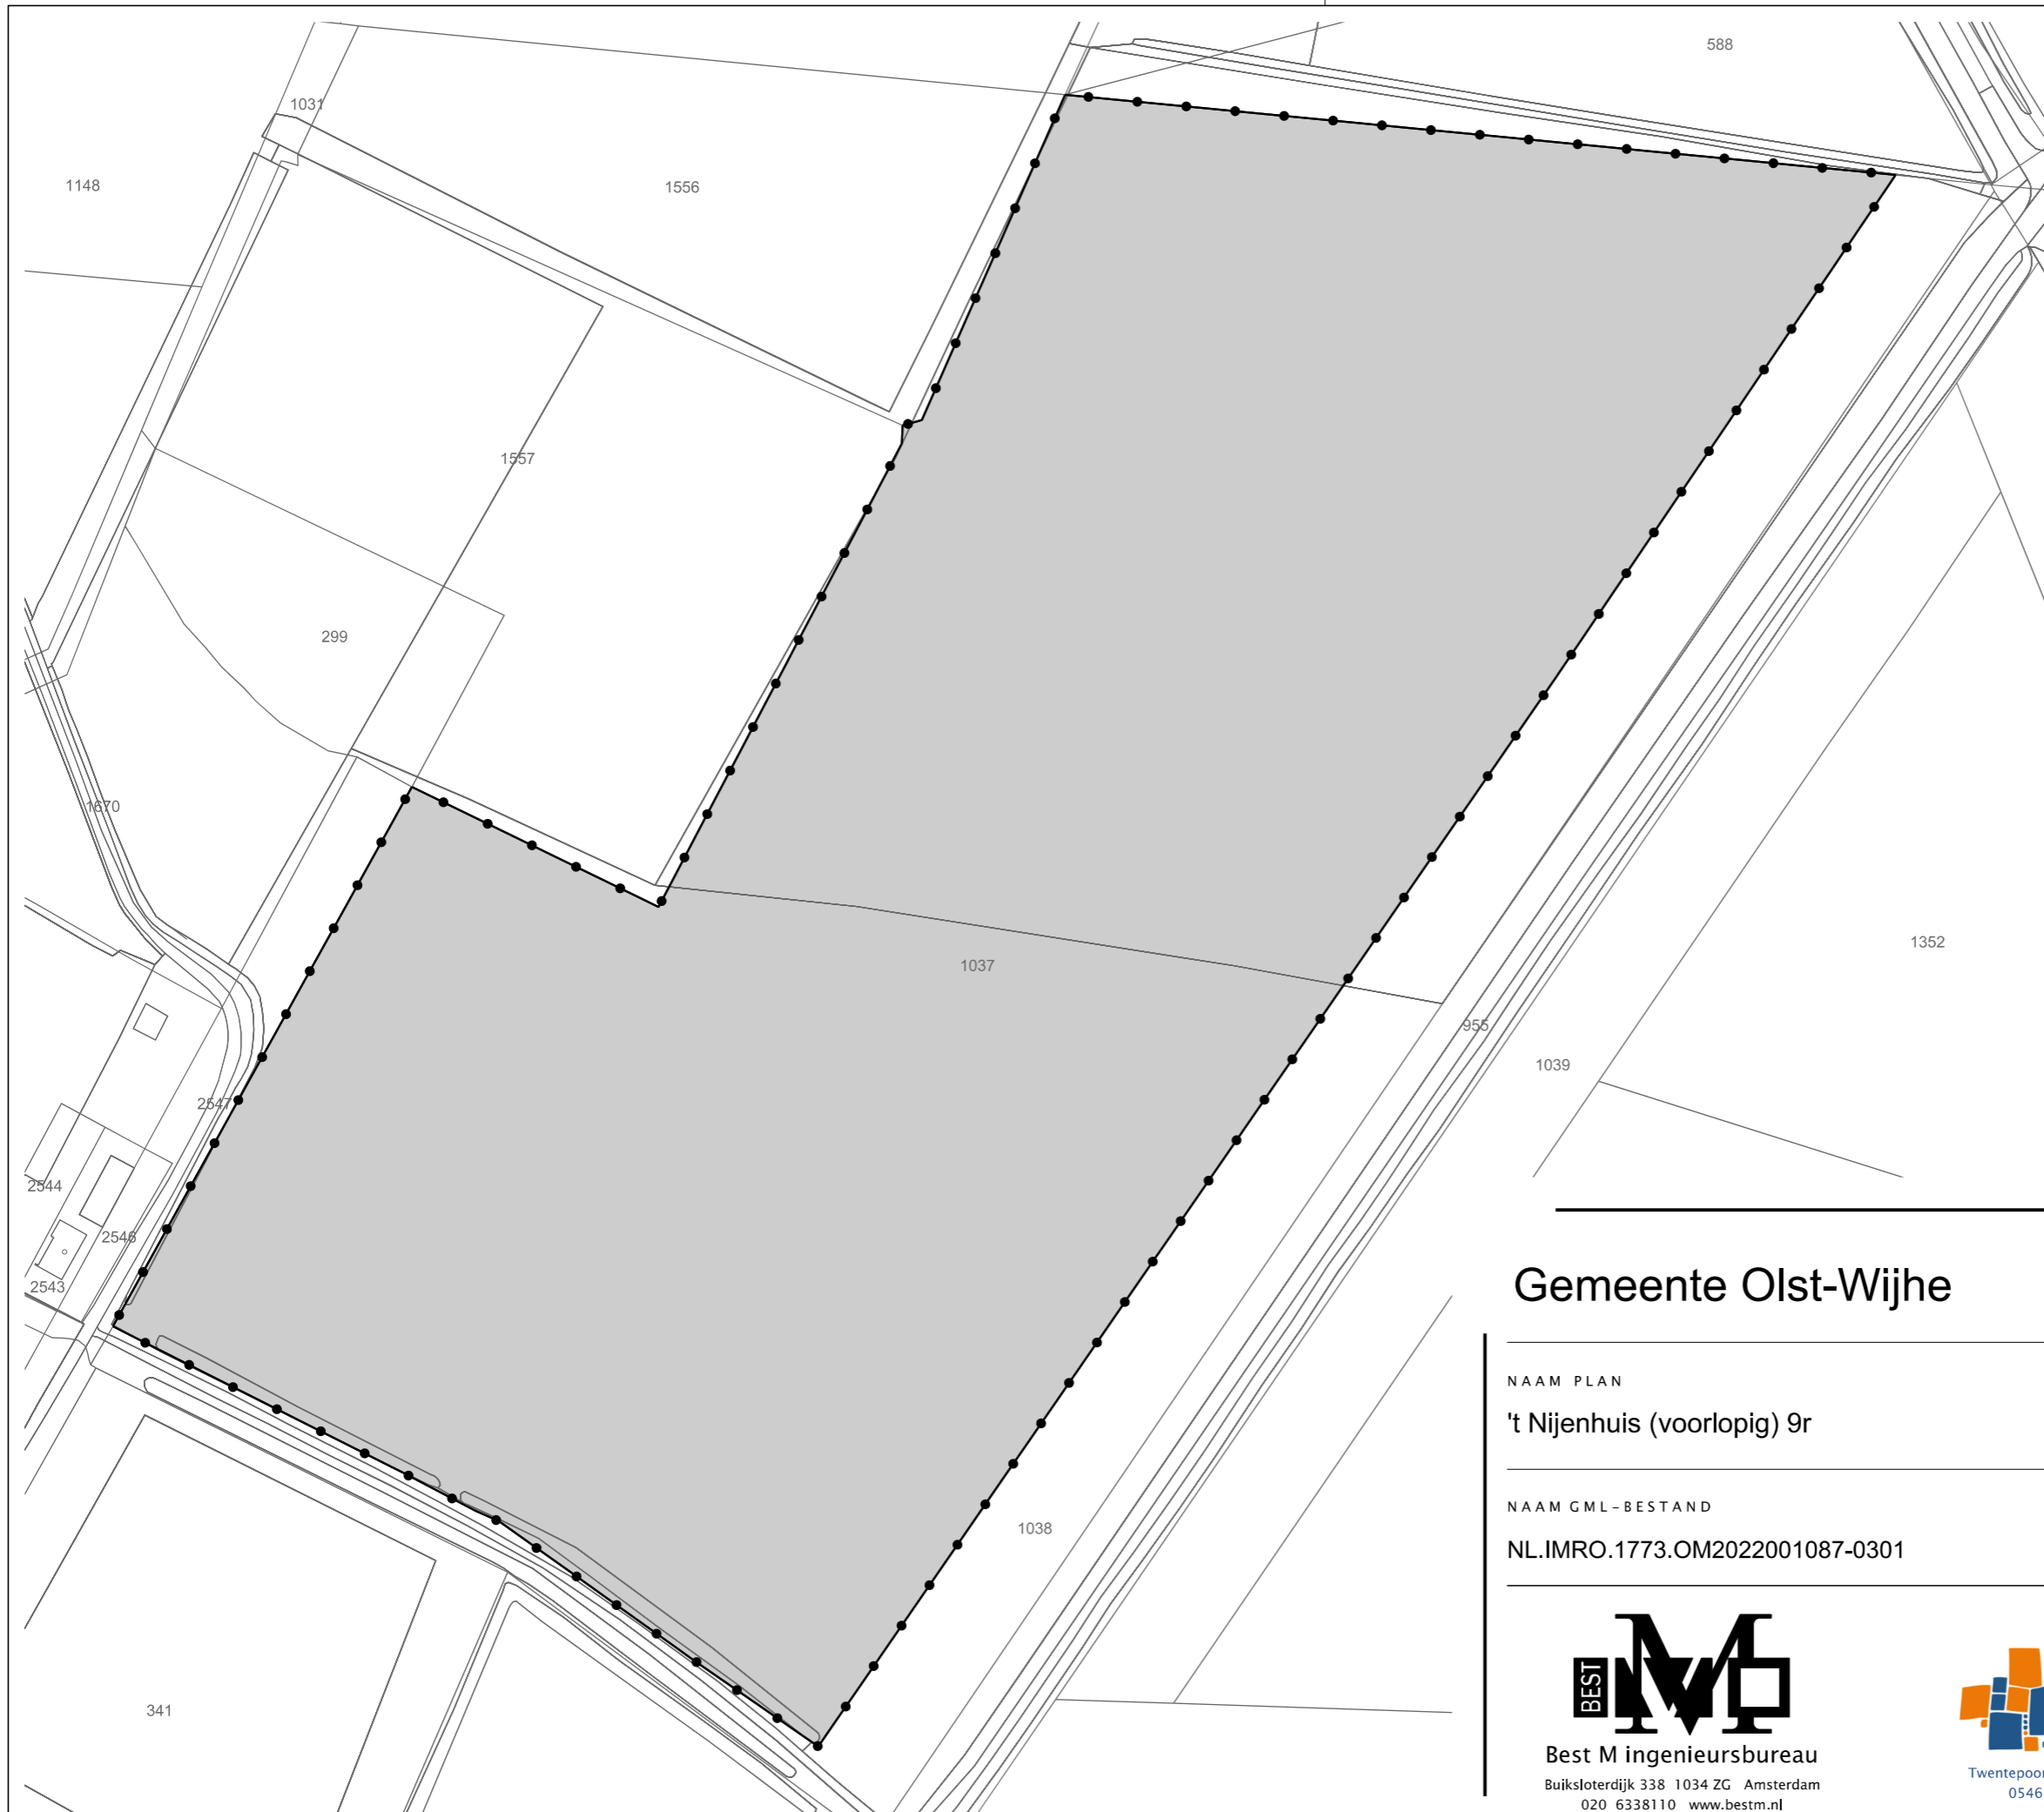 588
1031
1148
1556
1557
299
1670
1037
1352
955
1039
2547
2544
2546
2543
1038
341
Gemeente Olst-Wijhe
NAAM PLAN
't Nijenhuis (voorlopig) 9r
NAAM GML-BESTAND
NL.IMRO.1773.OM2022001087-0301
BEST
M
Best M ingenieursbureau
Buiksloterdijk 338 1034 ZG Amsterdam
020 6338110 www.bestm.nl
Twentepoor
0546